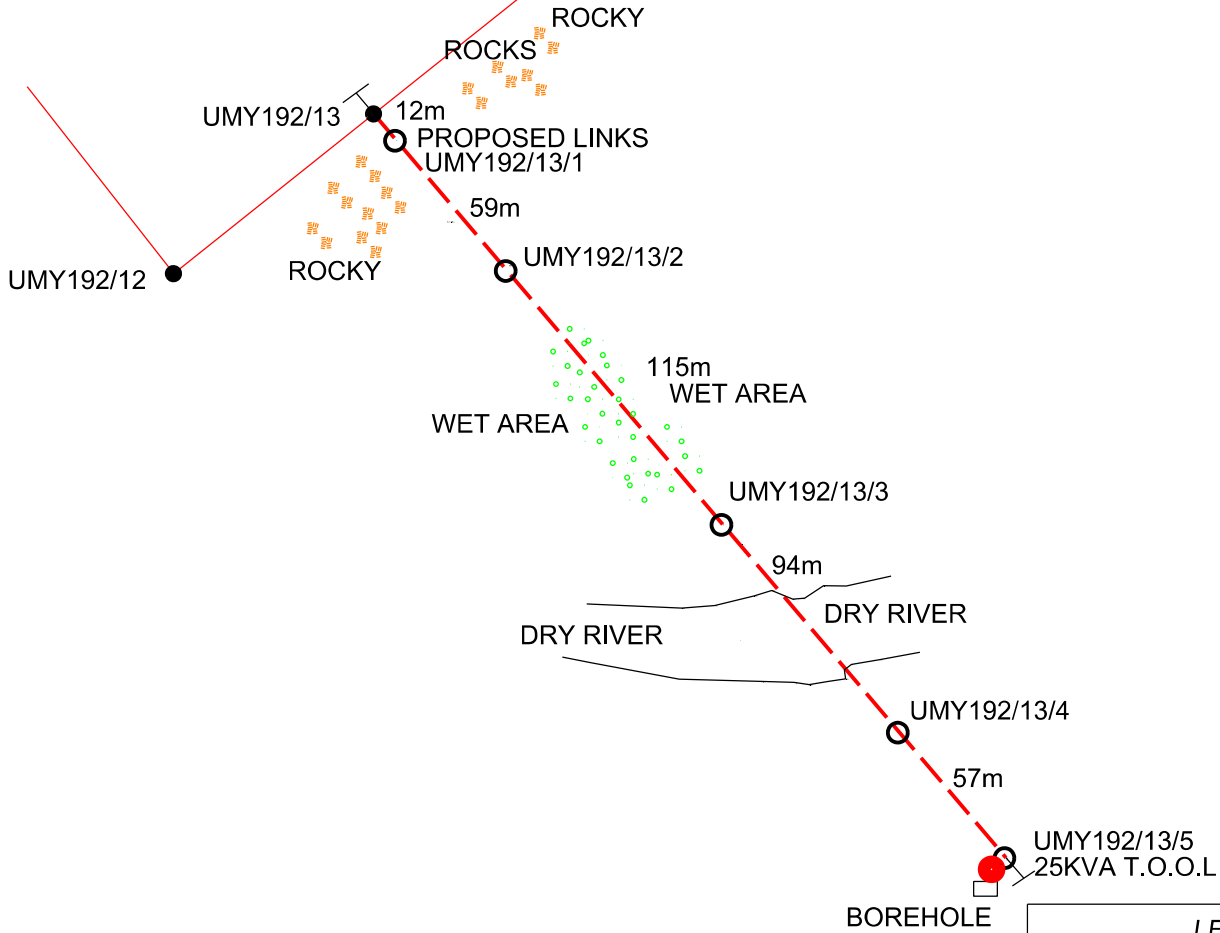 ROCKY
ROCKS
UMY192/13
12m
PROPOSED LINKS
UMY192/13/1
59m
UMY192/13/2
ROCKY
UMY192/12
115m
WET AREA
WET AREA
UMY192/13/3
94m
DRY RIVER
DRY RIVER
UMY192/13/4
57m
UMY192/13/5
25KVA T.O.O.L
BOREHOLE